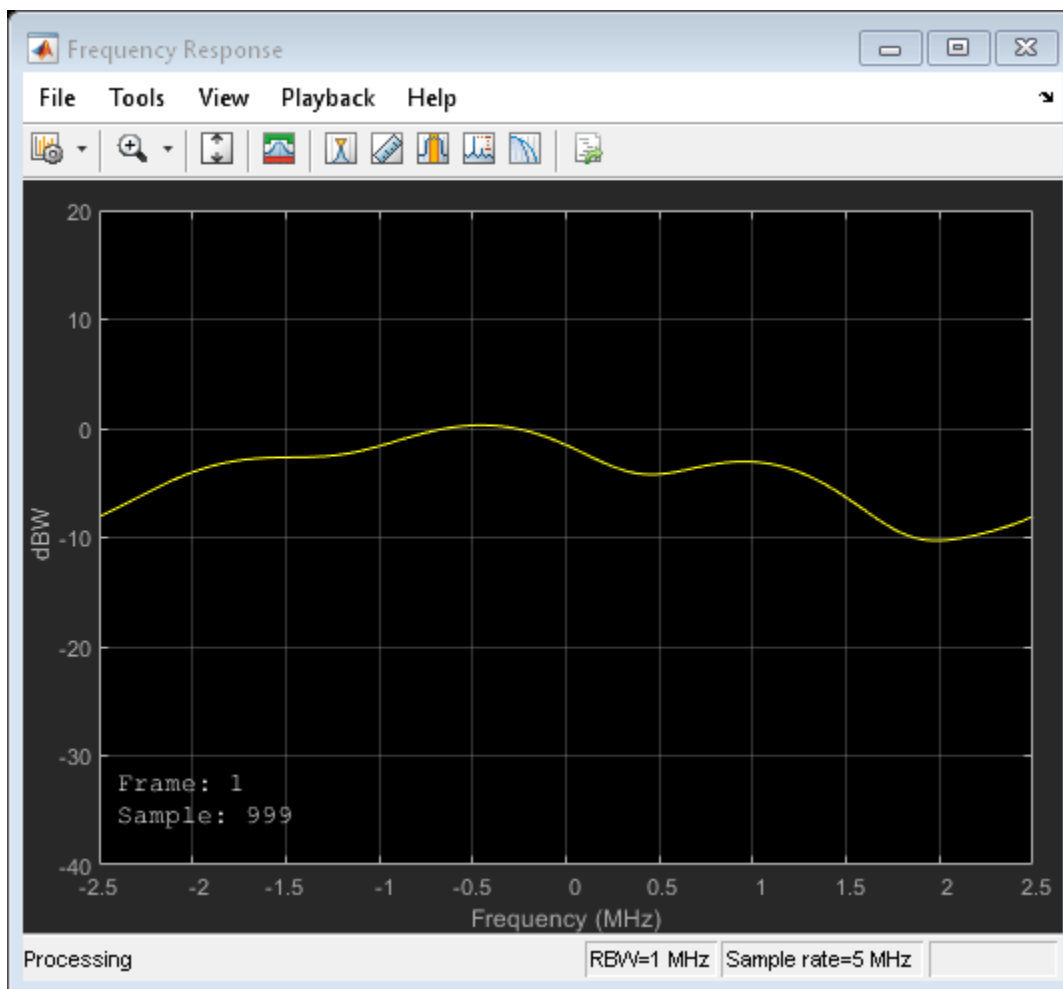 Frequency Response
File Tools View Playback Help
20
10
0
-10
-20
-30
-40
dBW
Frame: 1
Sample: 999
-2.5 -2 -1.5 -1 -0.5 0 0.5 1 1.5 2 2.5
Frequency (MHz)
Processing RBW=1 MHz Sample rate=5 MHz